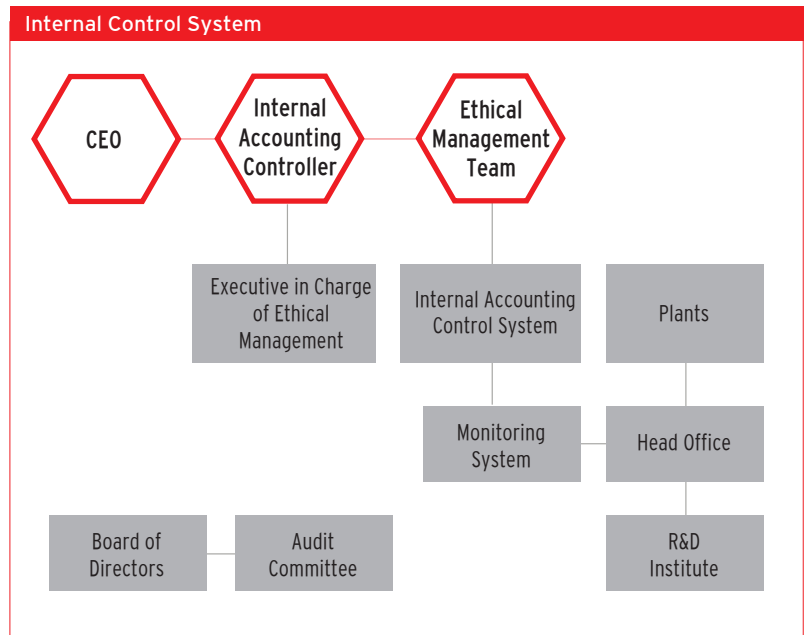 Internal Control System
CEO
Internal
Accounting
Controller
Ethical
Management
Team
Executive in Charge
of Ethical
Management
Internal Accounting
Control System
Plants
Monitoring
System
Head Office
Board of
Directors
Audit
Committee
R&D
Institute